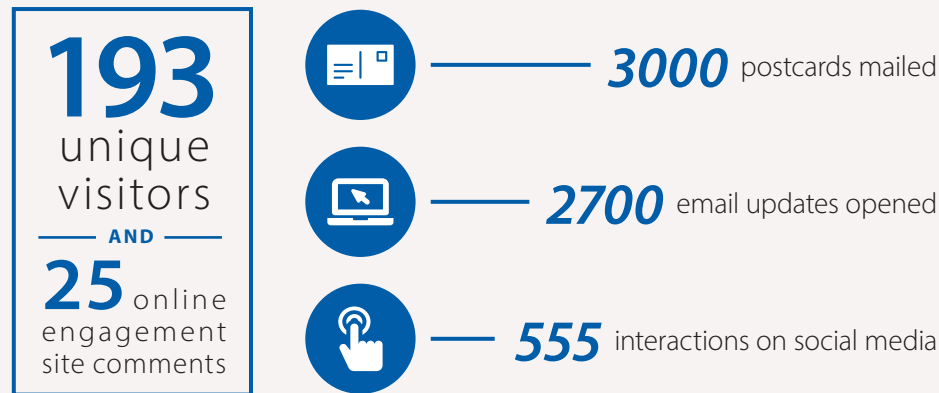 193
unique
visitors
AND
25 online
engagement
site comments
3000 postcards mailed
2700 email updates opened
555 interactions on social media